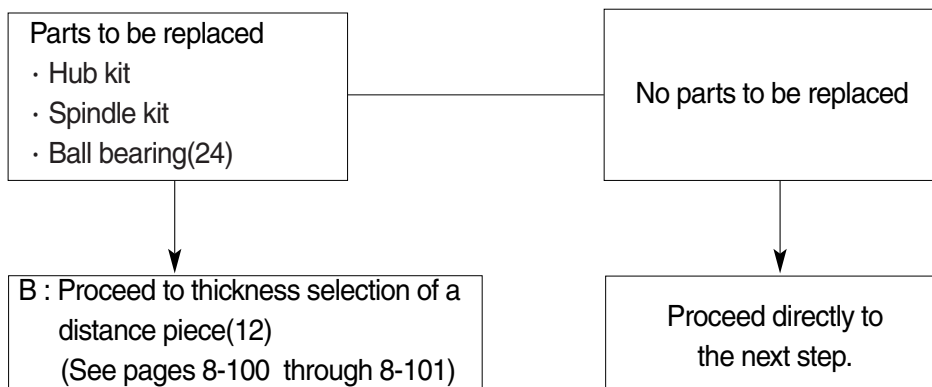 Parts to be replaced
· Hub kit
· Spindle kit
· Ball bearing(24)
No parts to be replaced
B : Proceed to thickness selection of a
distance piece(12)
(See pages 8-100 through 8-101)
Proceed directly to
the next step.